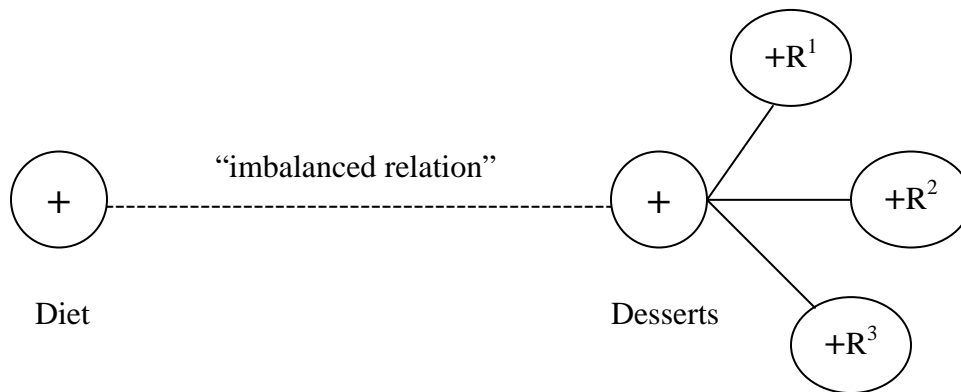 +R¹
“imbalanced relation”
+
+
+R²
Diet
Desserts
+R³